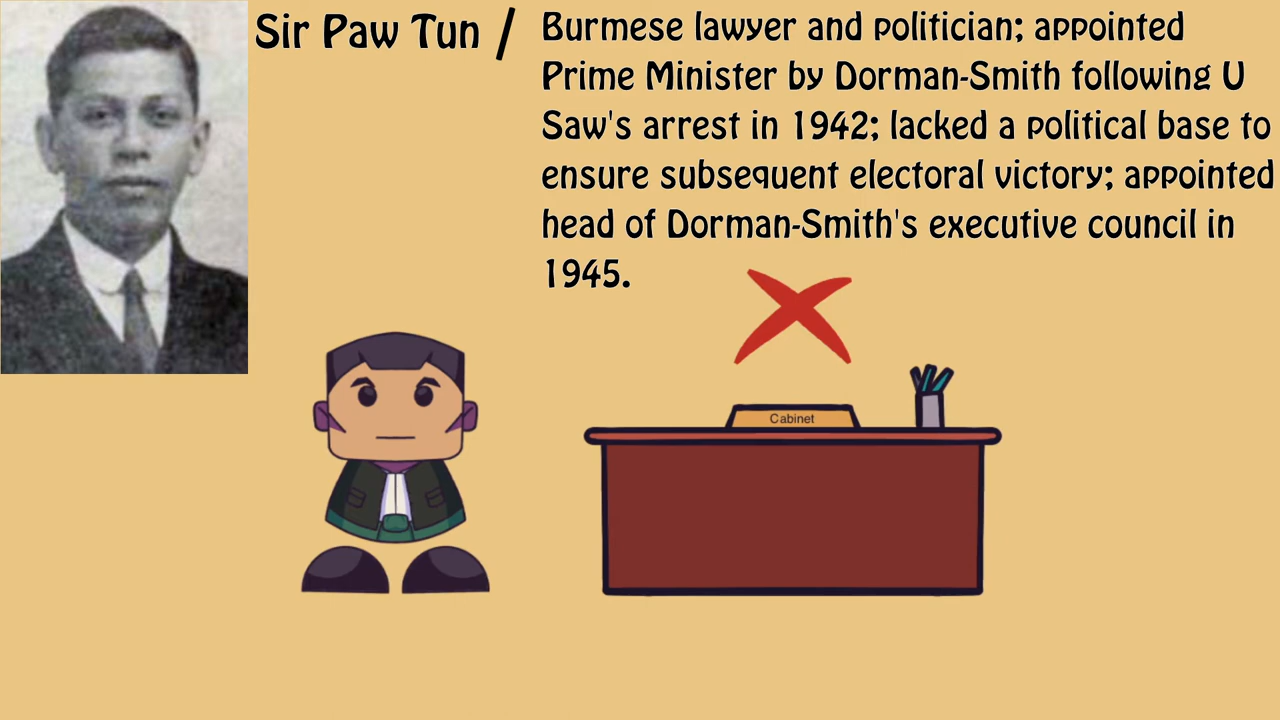 Sir Paw Tun /
Burmese lawyer and politician; appointed
Prime Minister by Dorman-Smith following U
Saw's arrest in 1942; lacked a political base to
ensure subsequent electoral victory; appointed
head of Dorman-Smith's executive council in
1945.
Cabinet